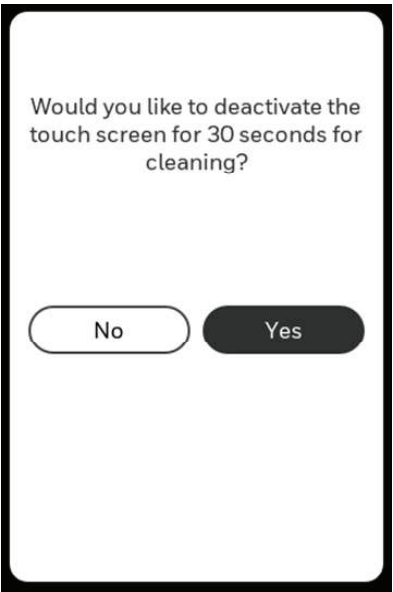 Would you like to deactivate the
touch screen for 30 seconds for
cleaning?
No
Yes